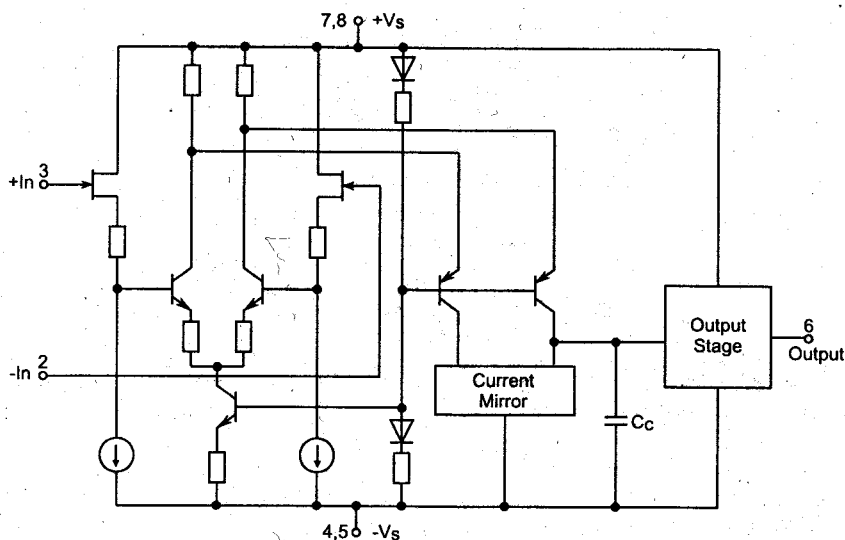 7,8 +Vs
+In 3
-In 2
Output
Stage
6
Output
Current
Mirror
Cc
4,5 -Vs